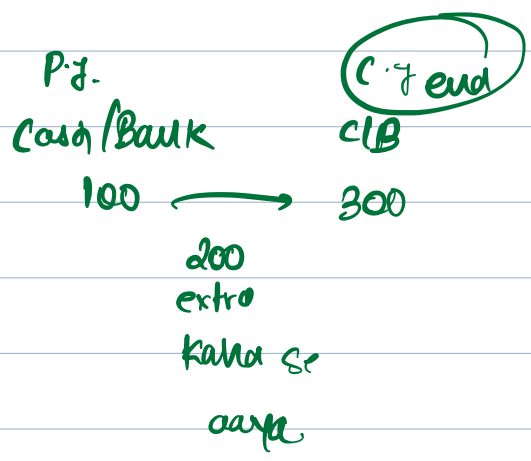 P.y. C.y end
Cash/Bank C/B
100 → 300
200
extra
Kaha se
aaya